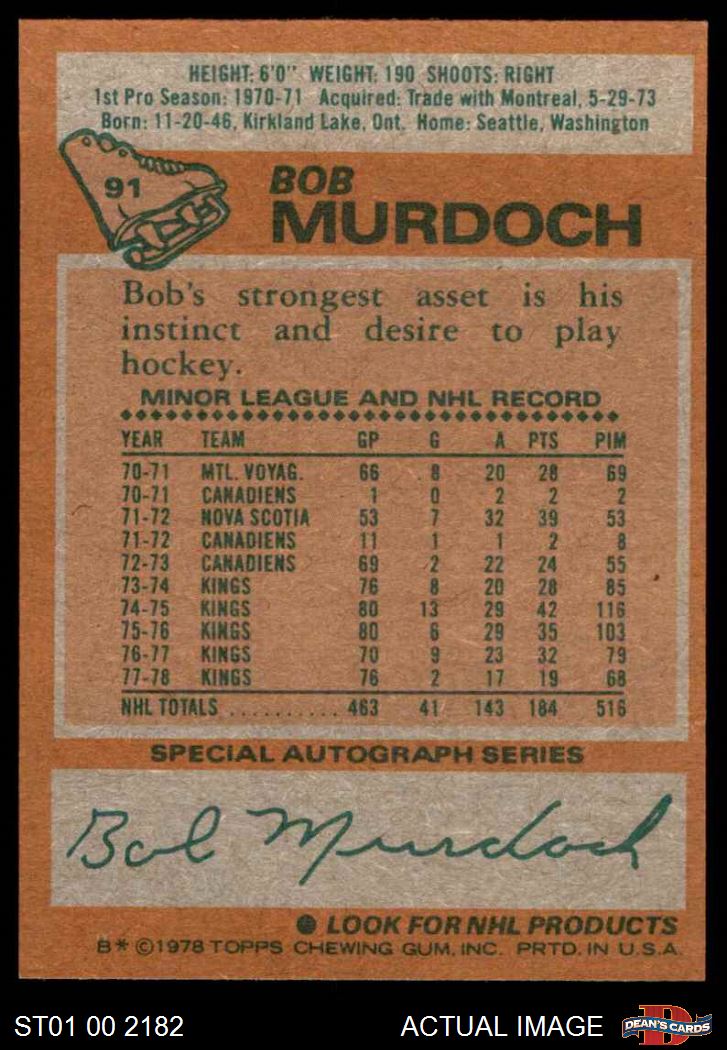 HEIGHT: 6'0" WEIGHT: 190 SHOOTS: RIGHT
1st Pro Season: 1970-71 Acquired: Trade with Montreal, 5-29-73
Born: 11-20-46, Kirkland Lake, Ont. Home: Seattle, Washington
91
BOB
MURDOCH
Bob's strongest asset is his
instinct and desire to play
hockey.
MINOR LEAGUE AND NHL RECORD
YEAR TEAM GP G A PTS PIM
70-71 MTL. VOYAG. 66 8 20 28 69
70-71 CANADIENS 1 0 2 2 2
71-72 NOVA SCOTIA 53 7 32 39 53
71-72 CANADIENS 11 1 1 2 8
72-73 CANADIENS 69 2 22 24 55
73-74 KINGS 76 8 20 28 85
74-75 KINGS 80 13 29 42 116
75-76 KINGS 80 6 29 35 103
76-77 KINGS 70 9 23 32 79
77-78 KINGS 76 2 17 19 68
NHL TOTALS .......... 463 41 143 184 516
SPECIAL AUTOGRAPH SERIES
Bob Murdoch
● LOOK FOR NHL PRODUCTS
B* ©1978 TOPPS CHEWING GUM, INC. PRTD. IN U.S.A.
ST01 00 2182 ACTUAL IMAGE D DEAN'S CARDS